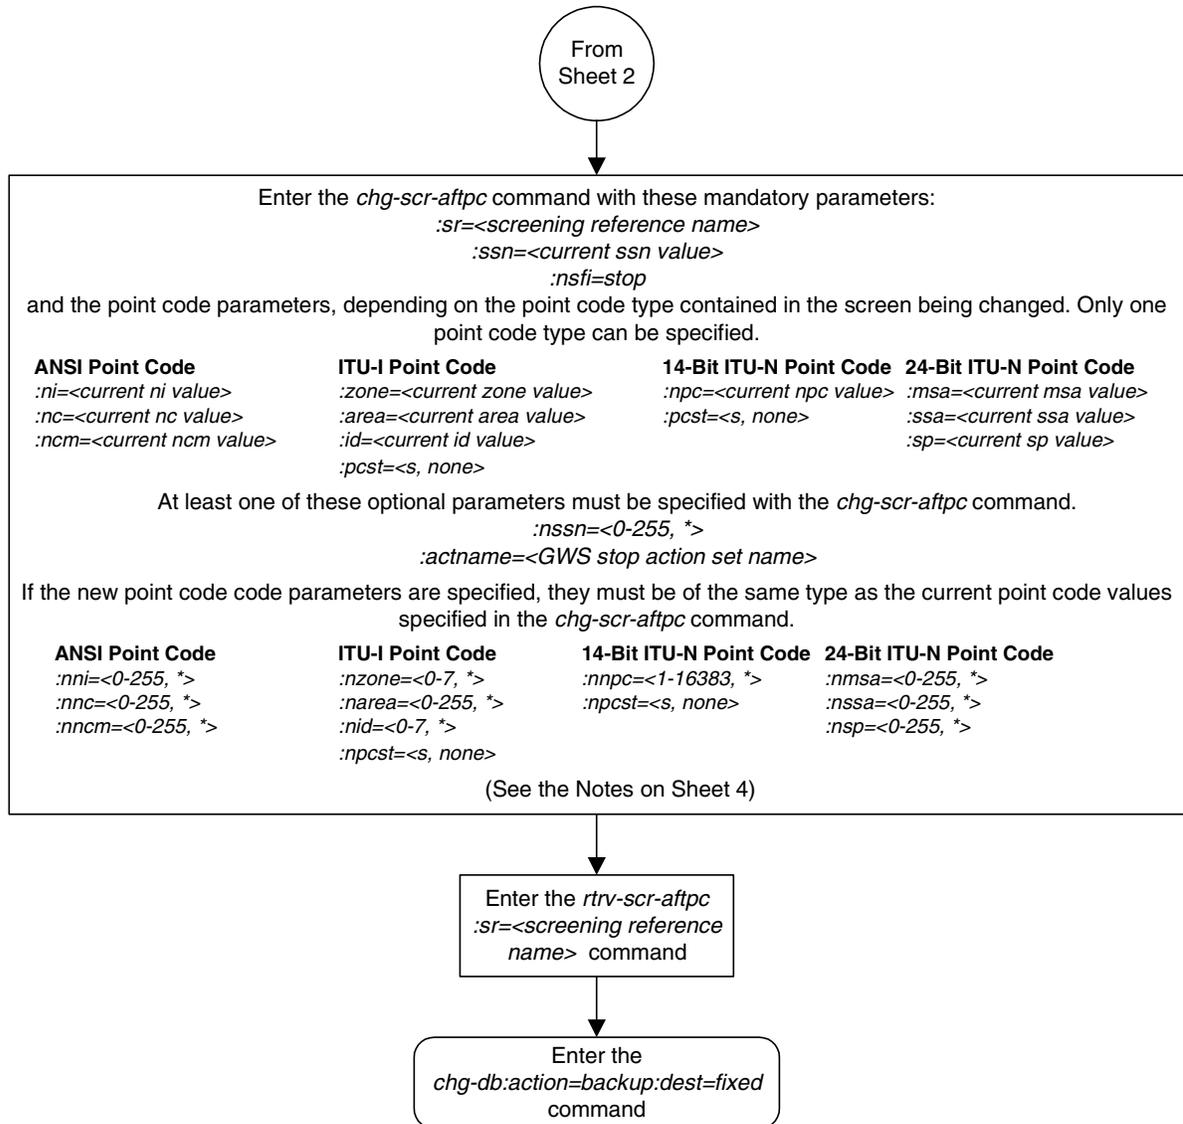 From
Sheet 2
Enter the chg-scr-aftpc command with these mandatory parameters:
:sr=<screening reference name>
:ssn=<current ssn value>
:nsfi=stop
and the point code parameters, depending on the point code type contained in the screen being changed. Only one
point code type can be specified.
ANSI Point Code
:ni=<current ni value>
:nc=<current nc value>
:ncm=<current ncm value>
ITU-I Point Code
:zone=<current zone value>
:area=<current area value>
:id=<current id value>
:pcst=<s, none>
14-Bit ITU-N Point Code
:npc=<current npc value>
:pcst=<s, none>
24-Bit ITU-N Point Code
:msa=<current msa value>
:ssa=<current ssa value>
:sp=<current sp value>
At least one of these optional parameters must be specified with the chg-scr-aftpc command.
:nssn=<0-255, *>
:actname=<GWS stop action set name>
If the new point code code parameters are specified, they must be of the same type as the current point code values
specified in the chg-scr-aftpc command.
ANSI Point Code
:nni=<0-255, *>
:nnc=<0-255, *>
:nncm=<0-255, *>
ITU-I Point Code
:nzone=<0-7, *>
:narea=<0-255, *>
:nid=<0-7, *>
:npcst=<s, none>
14-Bit ITU-N Point Code
:nnpc=<1-16383, *>
:npcst=<s, none>
24-Bit ITU-N Point Code
:nmsa=<0-255, *>
:nssa=<0-255, *>
:nsp=<0-255, *>
(See the Notes on Sheet 4)
Enter the rtrv-scr-aftpc
:sr=<screening reference
name> command
Enter the
chg-db:action=backup:dest=fixed
command